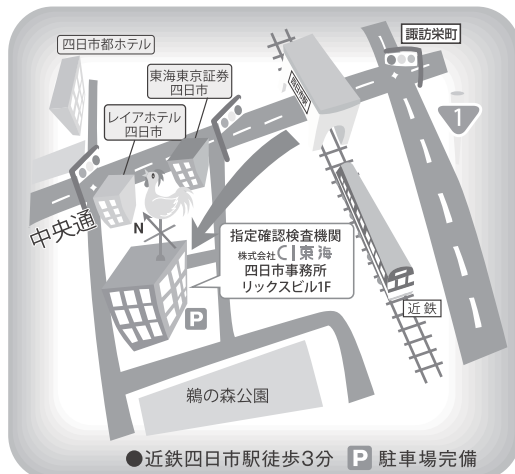 四日市都ホテル
諏訪栄町
東海東京証券
四日市
四日市駅
レイアホテル
四日市
1
中央通
N
指定確認検査機関
株式会社CI東海
四日市事務所
リックスビル1F
P
近鉄
鵜の森公園
●近鉄四日市駅徒歩3分 P 駐車場完備